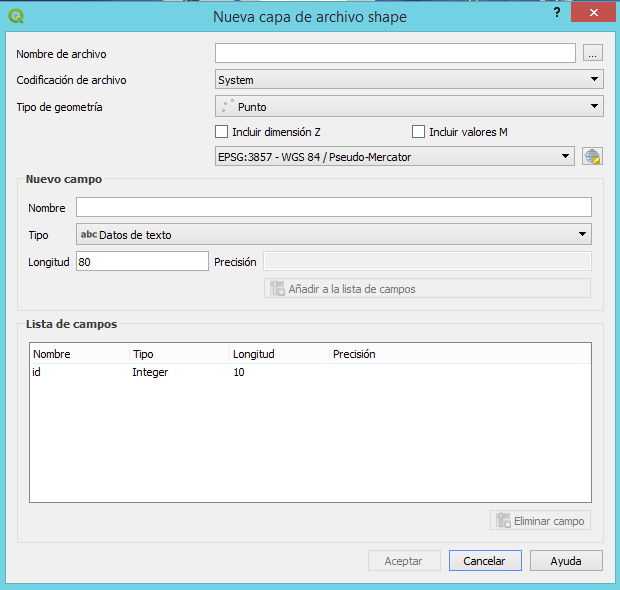 Nueva capa de archivo shape
?
Nombre de archivo
...
Codificación de archivo System
Tipo de geometría Punto
Incluir dimensión Z Incluir valores M
EPSG:3857 - WGS 84 / Pseudo-Mercator
Nuevo campo
Nombre
Tipo abc Datos de texto
Longitud 80 Precisión
Añadir a la lista de campos
Lista de campos
Nombre Tipo Longitud Precisión
id Integer 10
Eliminar campo
Aceptar Cancelar Ayuda